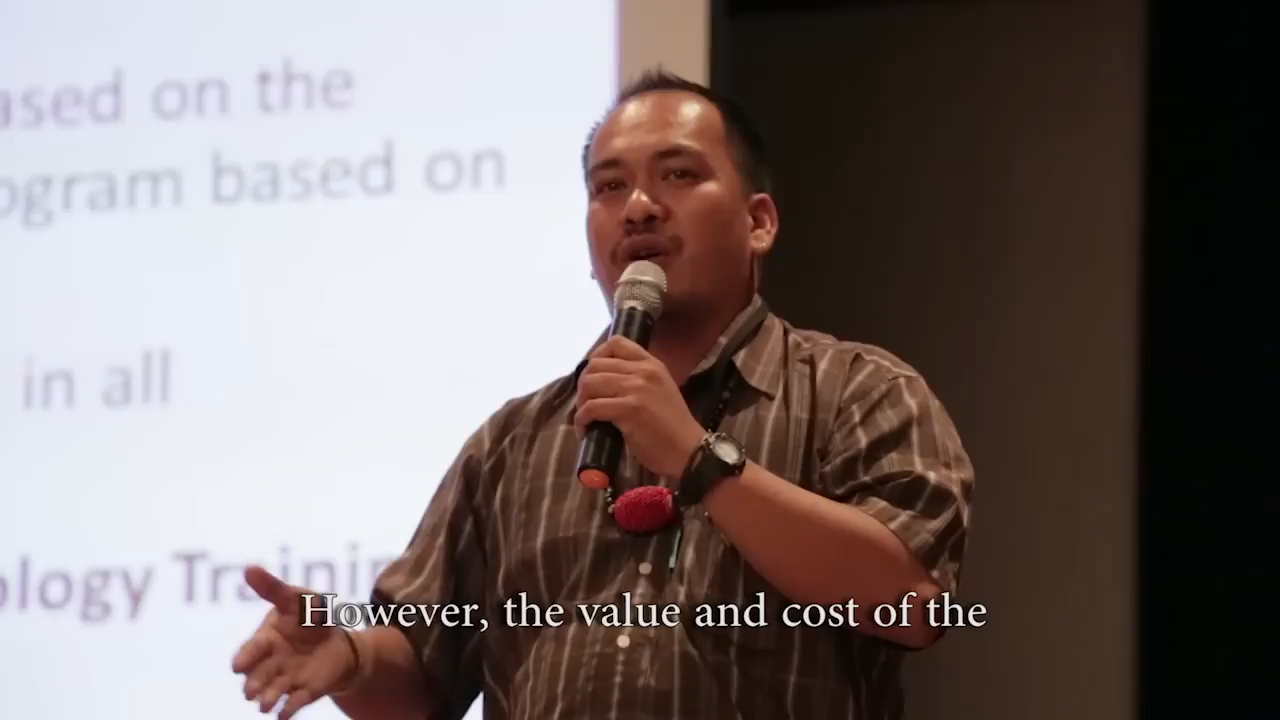 ased on the
ogram based on
in all
ology Trainin
However, the value and cost of the